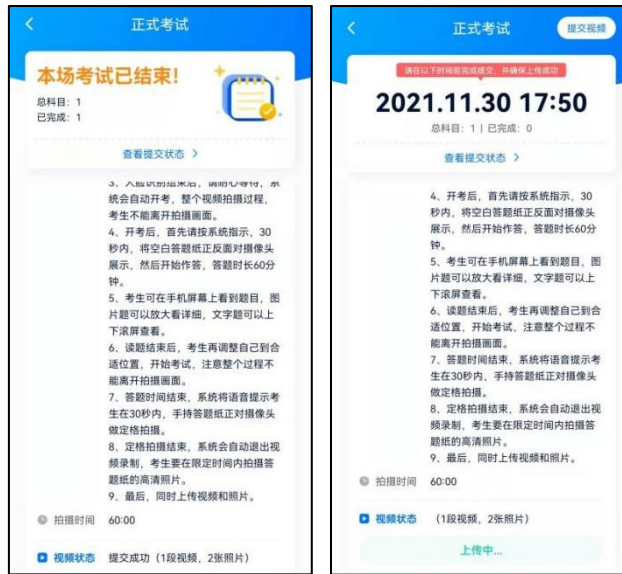 正式考试
本场考试已结束！
总科目：1
已完成：1
查看提交状态 >
3、人脸识别结束后，请耐心等待，系
统会自动开考，整个视频拍摄过程，
考生不能离开拍摄画面。
4、开考后，首先请按系统指示，30
秒内，将空白答题纸正反面对摄像头
展示，然后开始作答，答题时长60分
钟。
5、考生可在手机屏幕上看到题目，图
片题可以放大看详细，文字题可以上
下滚屏查看。
6、读题结束后，考生再调整自己到合
适位置，开始考试，注意整个过程不
能离开拍摄画面。
7、答题时间结束，系统将语音提示考
生在30秒内，手持答题纸正对摄像头
做定格拍摄。
8、定格拍摄结束，系统会自动退出视
频录制，考生要在限定时间内拍摄答
题纸的高清照片。
9、最后，同时上传视频和照片。
拍摄时间 60:00
视频状态 提交成功（1段视频，2张照片）
正式考试
提交视频
请在以下时间前完成提交，并确保上传成功
2021.11.30 17:50
总科目：1 | 已完成：0
查看提交状态 >
4、开考后，首先请按系统指示，30
秒内，将空白答题纸正反面对摄像头
展示，然后开始作答，答题时长60分
钟。
5、考生可在手机屏幕上看到题目，图
片题可以放大看详细，文字题可以上
下滚屏查看。
6、读题结束后，考生再调整自己到合
适位置，开始考试，注意整个过程不
能离开拍摄画面。
7、答题时间结束，系统将语音提示考
生在30秒内，手持答题纸正对摄像头
做定格拍摄。
8、定格拍摄结束，系统会自动退出视
频录制，考生要在限定时间内拍摄答
题纸的高清照片。
9、最后，同时上传视频和照片。
拍摄时间 60:00
视频状态 （1段视频，2张照片）
上传中...